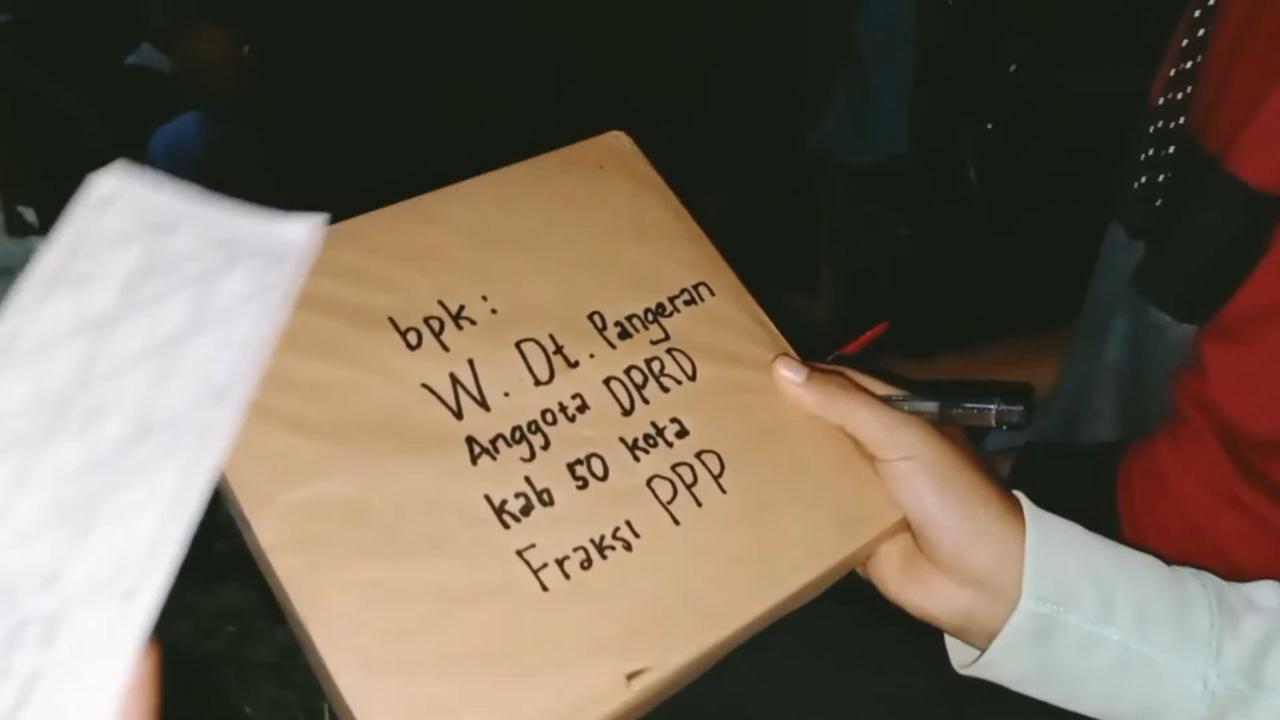 bpk :
W. Dt. Pangeran
Anggota DPRD
kab 50 kota
Fraksi PPP